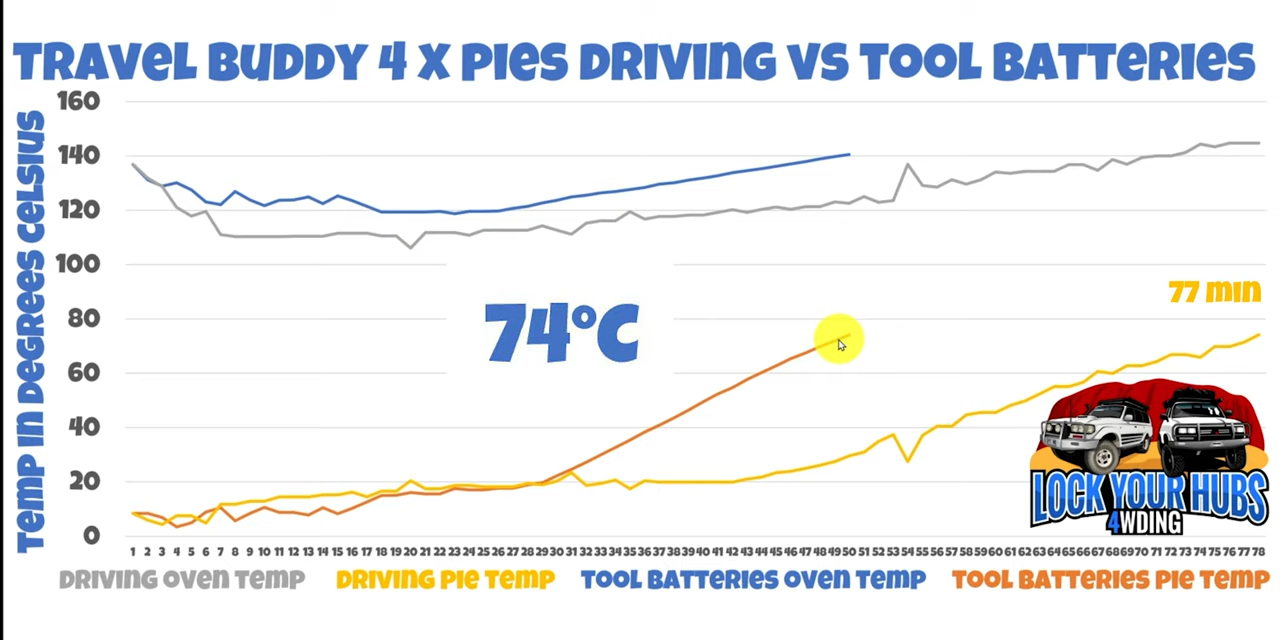 TRAVEL BUDDY 4 X PIES DRIVING VS TOOL BATTERIES
TEMP IN DEGREES CELSIUS
160
140
120
100
80
60
40
20
0
77 MIN
74°C
LOCK YOUR HUBS
4WDING
1 2 3 4 5 6 7 8 9 10 11 12 13 14 15 16 17 18 19 20 21 22 23 24 25 26 27 28 29 30 31 32 33 34 35 36 37 38 39 40 41 42 43 44 45 46 47 48 49 50 51 52 53 54 55 56 57 58 59 60 61 62 63 64 65 66 67 68 69 70 71 72 73 74 75 76 77 78
DRIVING OVEN TEMP DRIVING PIE TEMP TOOL BATTERIES OVEN TEMP TOOL BATTERIES PIE TEMP